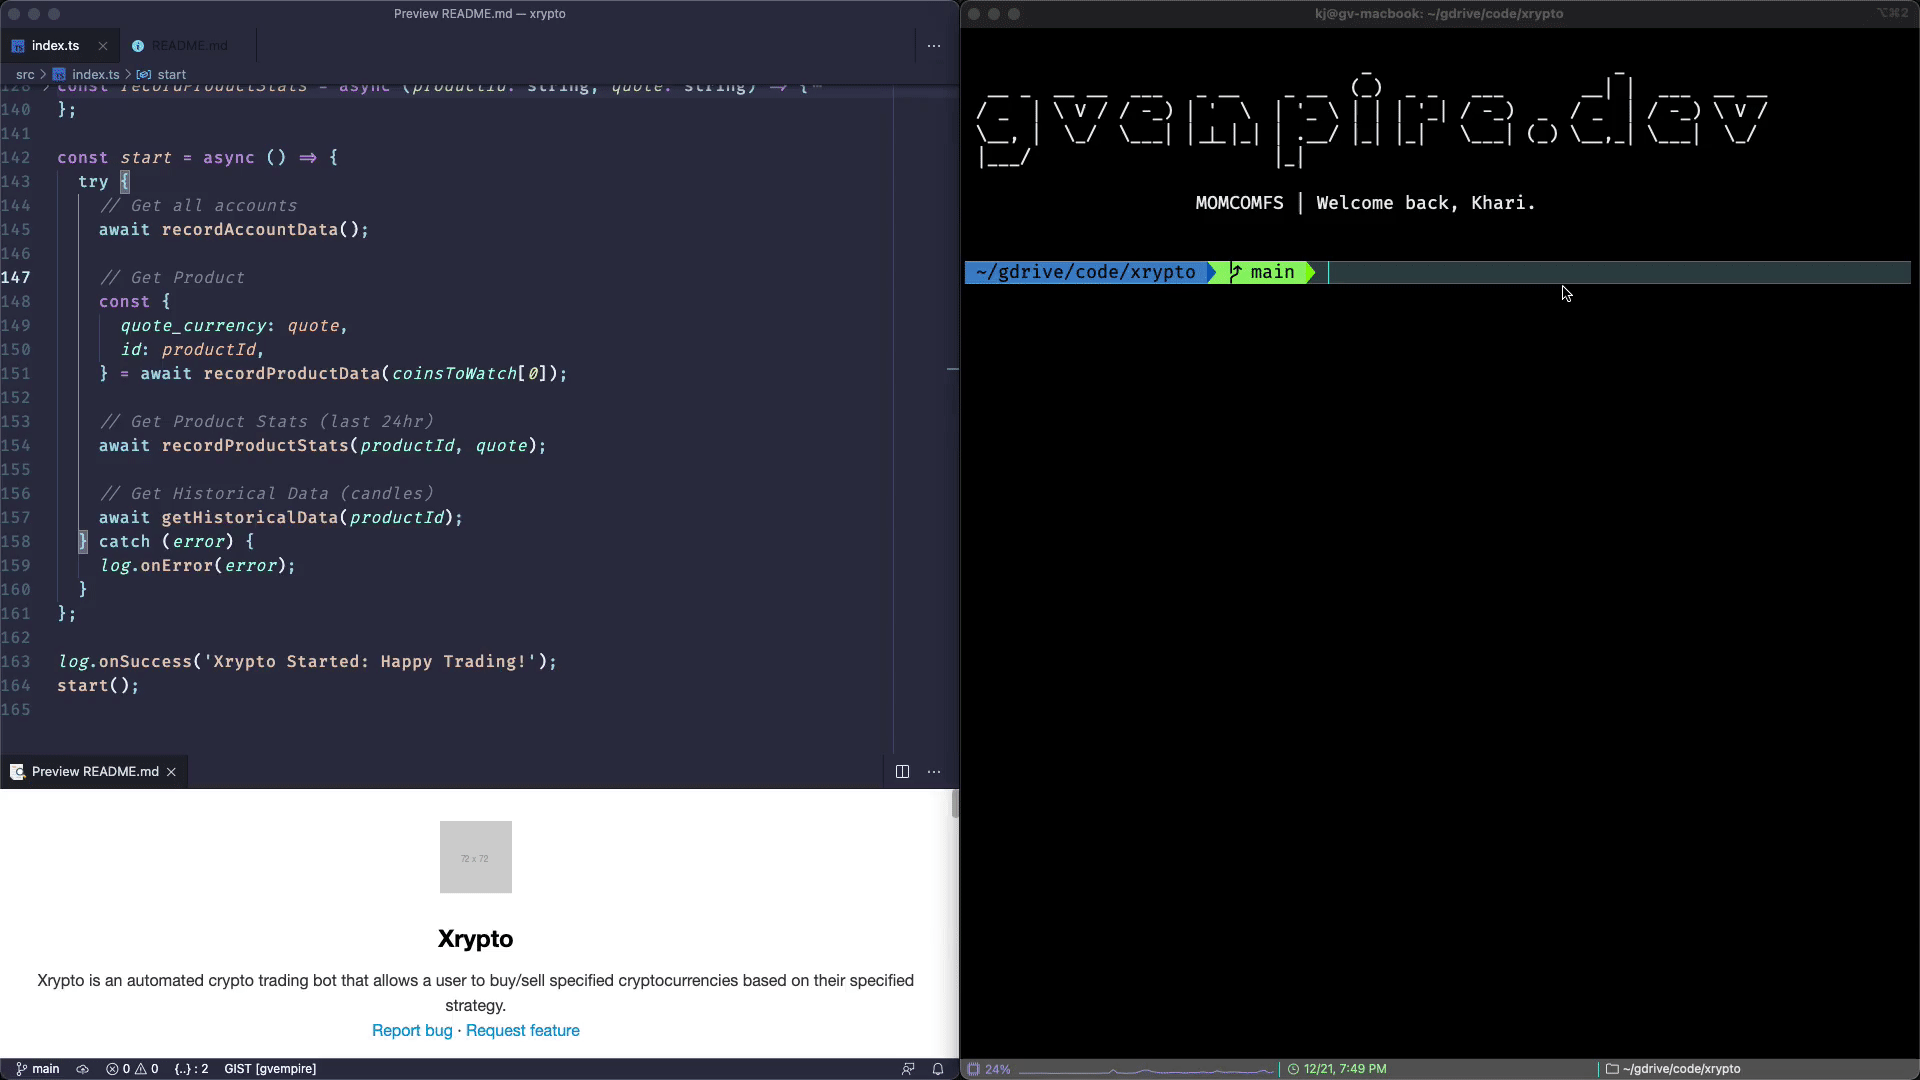 Preview README.md — xrypto
index.ts
README.md
src > index.ts > start
128 const recordProductStats = async (productId: string, quote: string) ⇒ {⋯
140 };
141
142 const start = async () ⇒ {
143 try {
144 // Get all accounts
145 await recordAccountData();
146
147 // Get Product
148 const {
149 quote_currency: quote,
150 id: productId,
151 } = await recordProductData(coinsToWatch[0]);
152
153 // Get Product Stats (last 24hr)
154 await recordProductStats(productId, quote);
155
156 // Get Historical Data (candles)
157 await getHistoricalData(productId);
158 } catch (error) {
159 log.onError(error);
160 }
161 };
162
163 log.onSuccess('Xrypto Started: Happy Trading!');
164 start();
165
Preview README.md
72 x 72
Xrypto
Xrypto is an automated crypto trading bot that allows a user to buy/sell specified cryptocurrencies based on their specified
strategy.
Report bug · Request feature
main 0 0 {..} : 2 GIST [gvempire]
kj@gv-macbook: ~/gdrive/code/xrypto
⌥⌘2
gvempire.dev
MOMCOMFS | Welcome back, Khari.
~/gdrive/code/xrypto main
24%
12/21, 7:49 PM
~/gdrive/code/xrypto